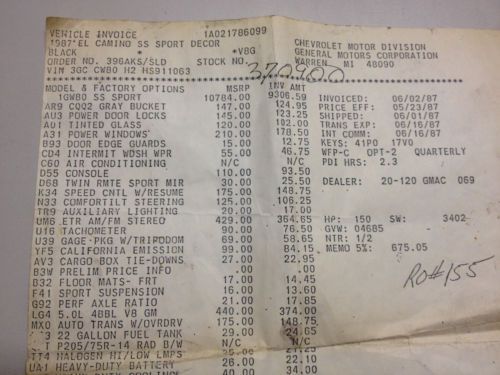 VEHICLE INVOICE 1A021786099
1987 EL CAMINO SS SPORT DECOR CHEVROLET MOTOR DIVISION
BLACK * *V8G GENERAL MOTORS CORPORATION
ORDER NO. 396AKS/SLD STOCK NO. WARREN, MI 48090
VIN 3GC CW80 H2 HS911063 370400
MODEL & FACTORY OPTIONS MSRP INV AMT
1GW80 SS SPORT 10784.00 9306.59 INVOICED: 06/02/87
AR9 CQQ2 GRAY BUCKET 147.00 124.95 PRICE EFF: 05/23/87
AU3 POWER DOOR LOCKS 145.00 123.25 SHIPPED: 06/01/87
A01 TINTED GLASS 120.00 102.00 TRANS EXP: 06/16/87
A31 POWER WINDOWS 210.00 178.50 INT COMM: 06/16/87
B93 DOOR EDGE GUARDS 15.00 12.75 KEYS: 41P0 17V0
CD4 INTERMIT WDSH WPR 55.00 46.75 WFP-C OPT-2 QUARTERLY
C60 AIR CONDITIONING N/C N/C PDI HRS: 2.3
D55 CONSOLE 110.00 93.50
D68 TWIN RMTE SPORT MIR 30.00 25.50 DEALER: 20-120 GMAC 069
K34 SPEED CNTL W/RESUME 175.00 148.75
N33 COMFORTILT STEERING 125.00 106.25
TR9 AUXILIARY LIGHTING 20.00 17.00
UM6 ETR AM/FM STEREO 429.00 364.65 HP: 150 SW: 3402
U16 TACHOMETER 90.00 76.50 GVW: 04685
U39 GAGE PKG W/TRIPODOM 69.00 58.65 NTR: 1/2
YF5 CALIFORNIA EMISSION 99.00 84.15 MEMO 5%: 675.05
AV3 CARGO BOX TIE-DOWNS 27.00 22.95
B3W PRELIM PRICE INFO .00 .00
B32 FLOOR MATS- FRT 17.00 14.45 RO#155
F41 SPORT SUSPENSION 16.00 13.60
G92 PERF AXLE RATIO 21.00 17.85
LG4 5.0L 4BBL V8 GM 440.00 374.00
MX0 AUTO TRANS W/OVRDRV 175.00 148.75
22 GALLON FUEL TANK 29.00
P205/75R-14 RAD B/W N/C N/C
TT4 HALOGEN HI/LOW LMPS 25.00
UA1 HEAVY-DUTY BATTERY 26.00
40.00